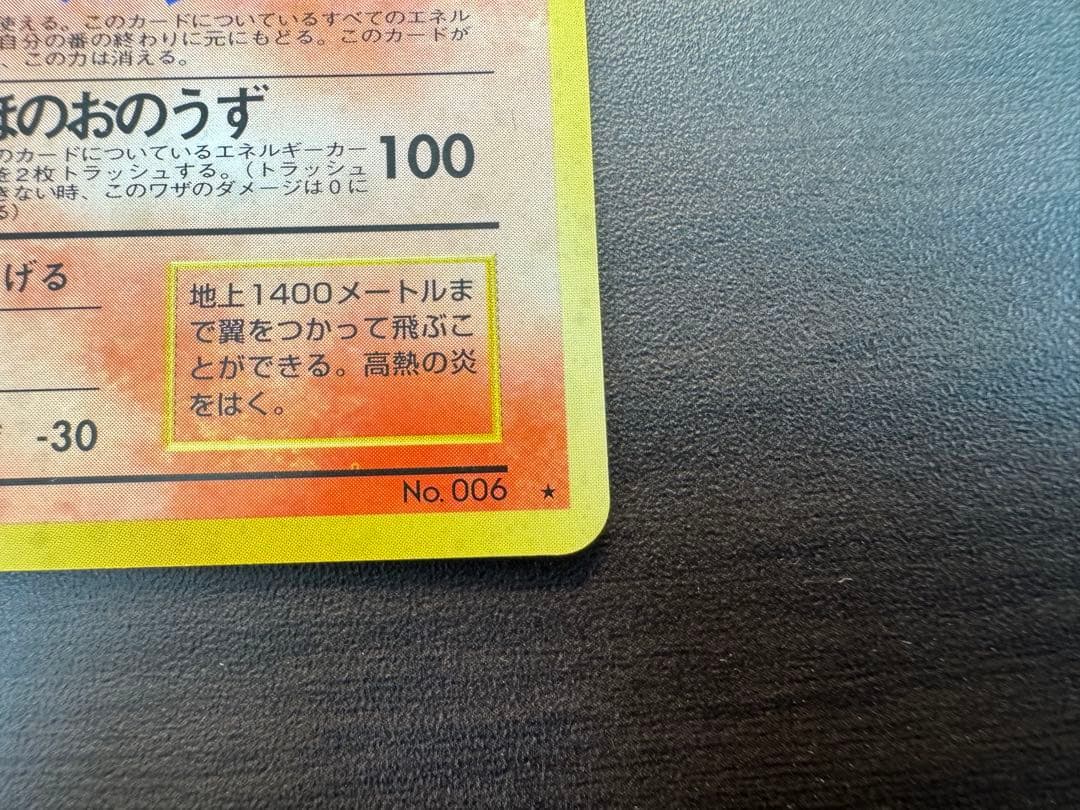 使える。このカードについているすべてのエネル
自分の番の終わりに元にもどる。このカードが
、この力は消える。
ほのおのうず
のカードについているエネルギーカー
を2枚トラッシュする。（トラッシュ
きない時、このワザのダメージは0に
る）
100
げる
地上1400メートルま
で翼をつかって飛ぶこ
とができる。高熱の炎
をはく。
-30
No. 006 ★